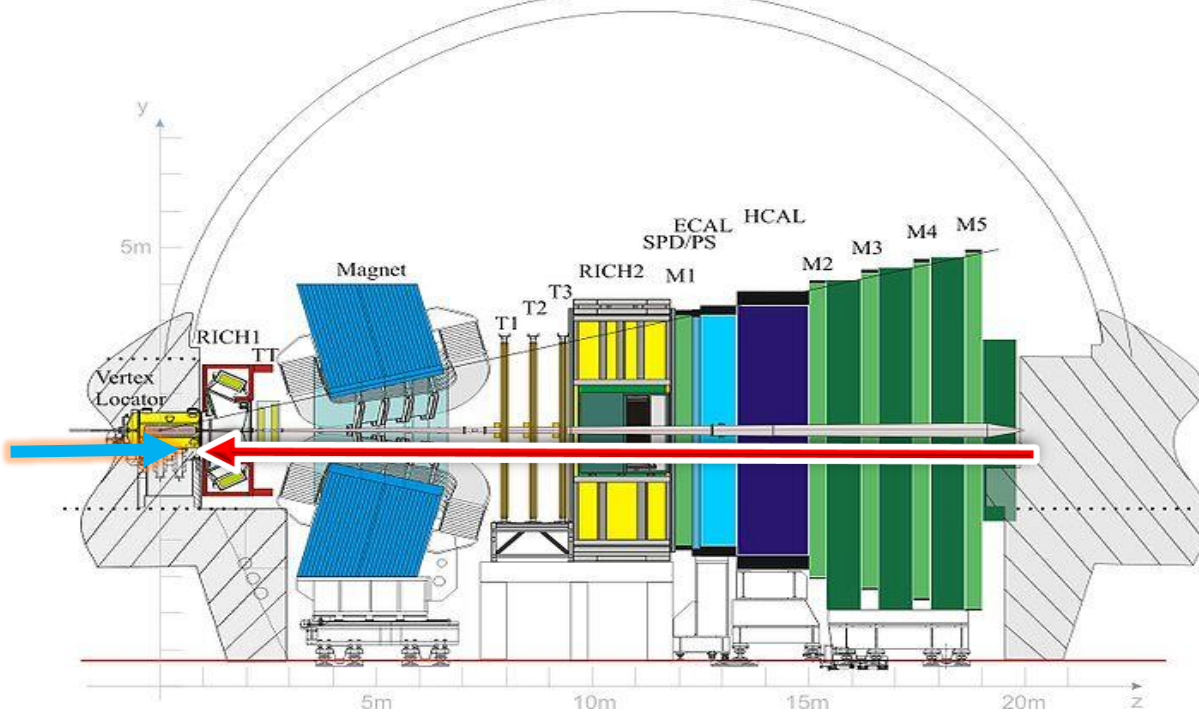 y
5m
Magnet
RICH1
TT
Vertex
Locator
T1
T2
T3
RICH2
M1
SPD/PS
ECAL
HCAL
M2
M3
M4
M5
5m
10m
15m
20m
z